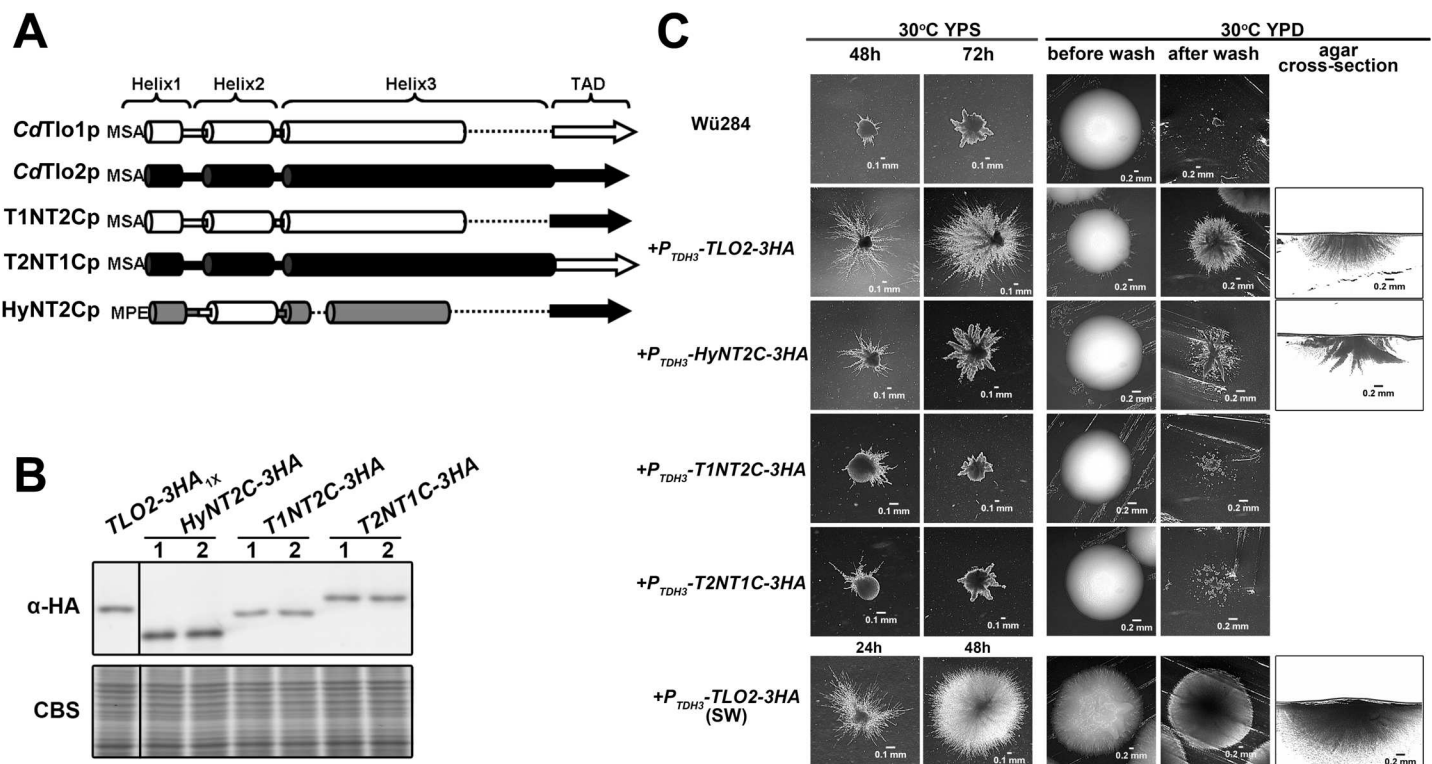 A
Helix1 Helix2 Helix3 TAD
CdTlo1p MSA
CdTlo2p MSA
T1NT2Cp MSA
T2NT1Cp MSA
HyNT2Cp MPE
B
TLO2-3HA1X HyNT2C-3HA T1NT2C-3HA T2NT1C-3HA
1 2 1 2 1 2
α-HA
CBS
C
30oC YPS 30oC YPD
48h 72h before wash after wash agar
cross-section
Wü284
0.1 mm 0.1 mm 0.2 mm 0.2 mm
+PTDH3-TLO2-3HA
0.1 mm 0.1 mm 0.2 mm 0.2 mm 0.2 mm
+PTDH3-HyNT2C-3HA
0.1 mm 0.1 mm 0.2 mm 0.2 mm 0.2 mm
+PTDH3-T1NT2C-3HA
0.1 mm 0.1 mm 0.2 mm 0.2 mm
+PTDH3-T2NT1C-3HA
0.1 mm 0.1 mm 0.2 mm 0.2 mm
24h 48h
+PTDH3-TLO2-3HA
(SW)
0.1 mm 0.1 mm 0.2 mm 0.2 mm 0.2 mm